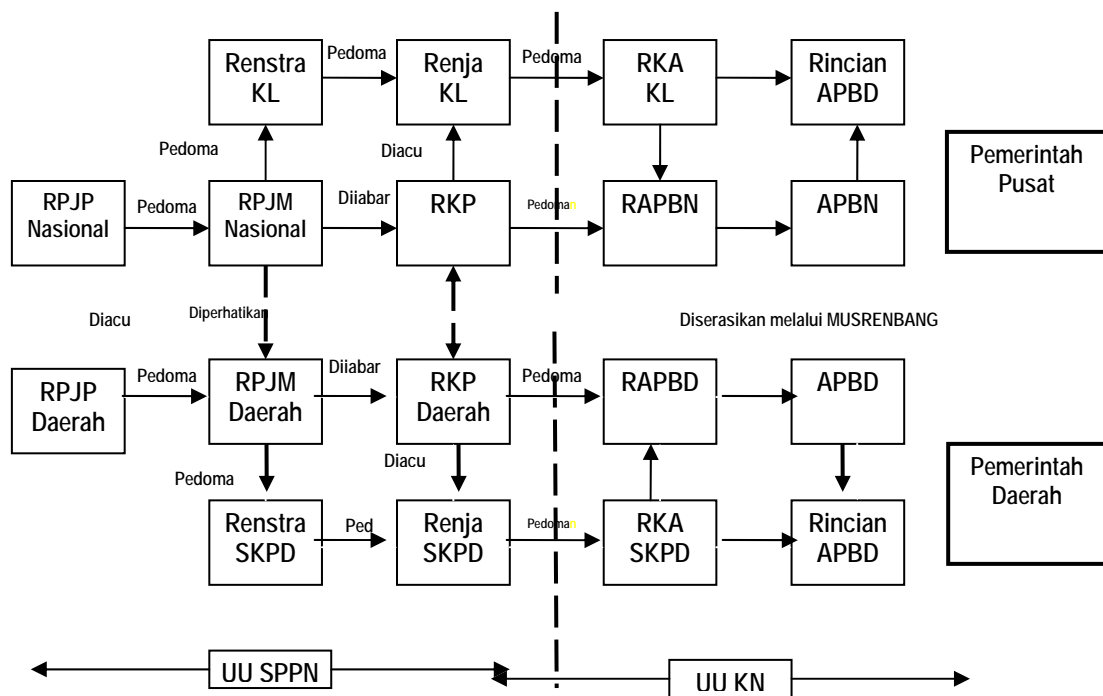 Renstra
KL
Pedoma
Renja
KL
Pedoma
RKA
KL
Rincian
APBD
Pedoma
Diacu
Pemerintah
Pusat
RPJP
Nasional
Pedoma
RPJM
Nasional
Diiabar
RKP
Pedoman
RAPBN
APBN
Diacu
Diperhatikan
Diserasikan melalui MUSRENBANG
RPJP
Daerah
Pedoma
RPJM
Daerah
Diiabar
RKP
Daerah
Pedoma
RAPBD
APBD
Pedoma
Diacu
Pemerintah
Daerah
Renstra
SKPD
Ped
Renja
SKPD
Pedoman
RKA
SKPD
Rincian
APBD
UU SPPN
UU KN